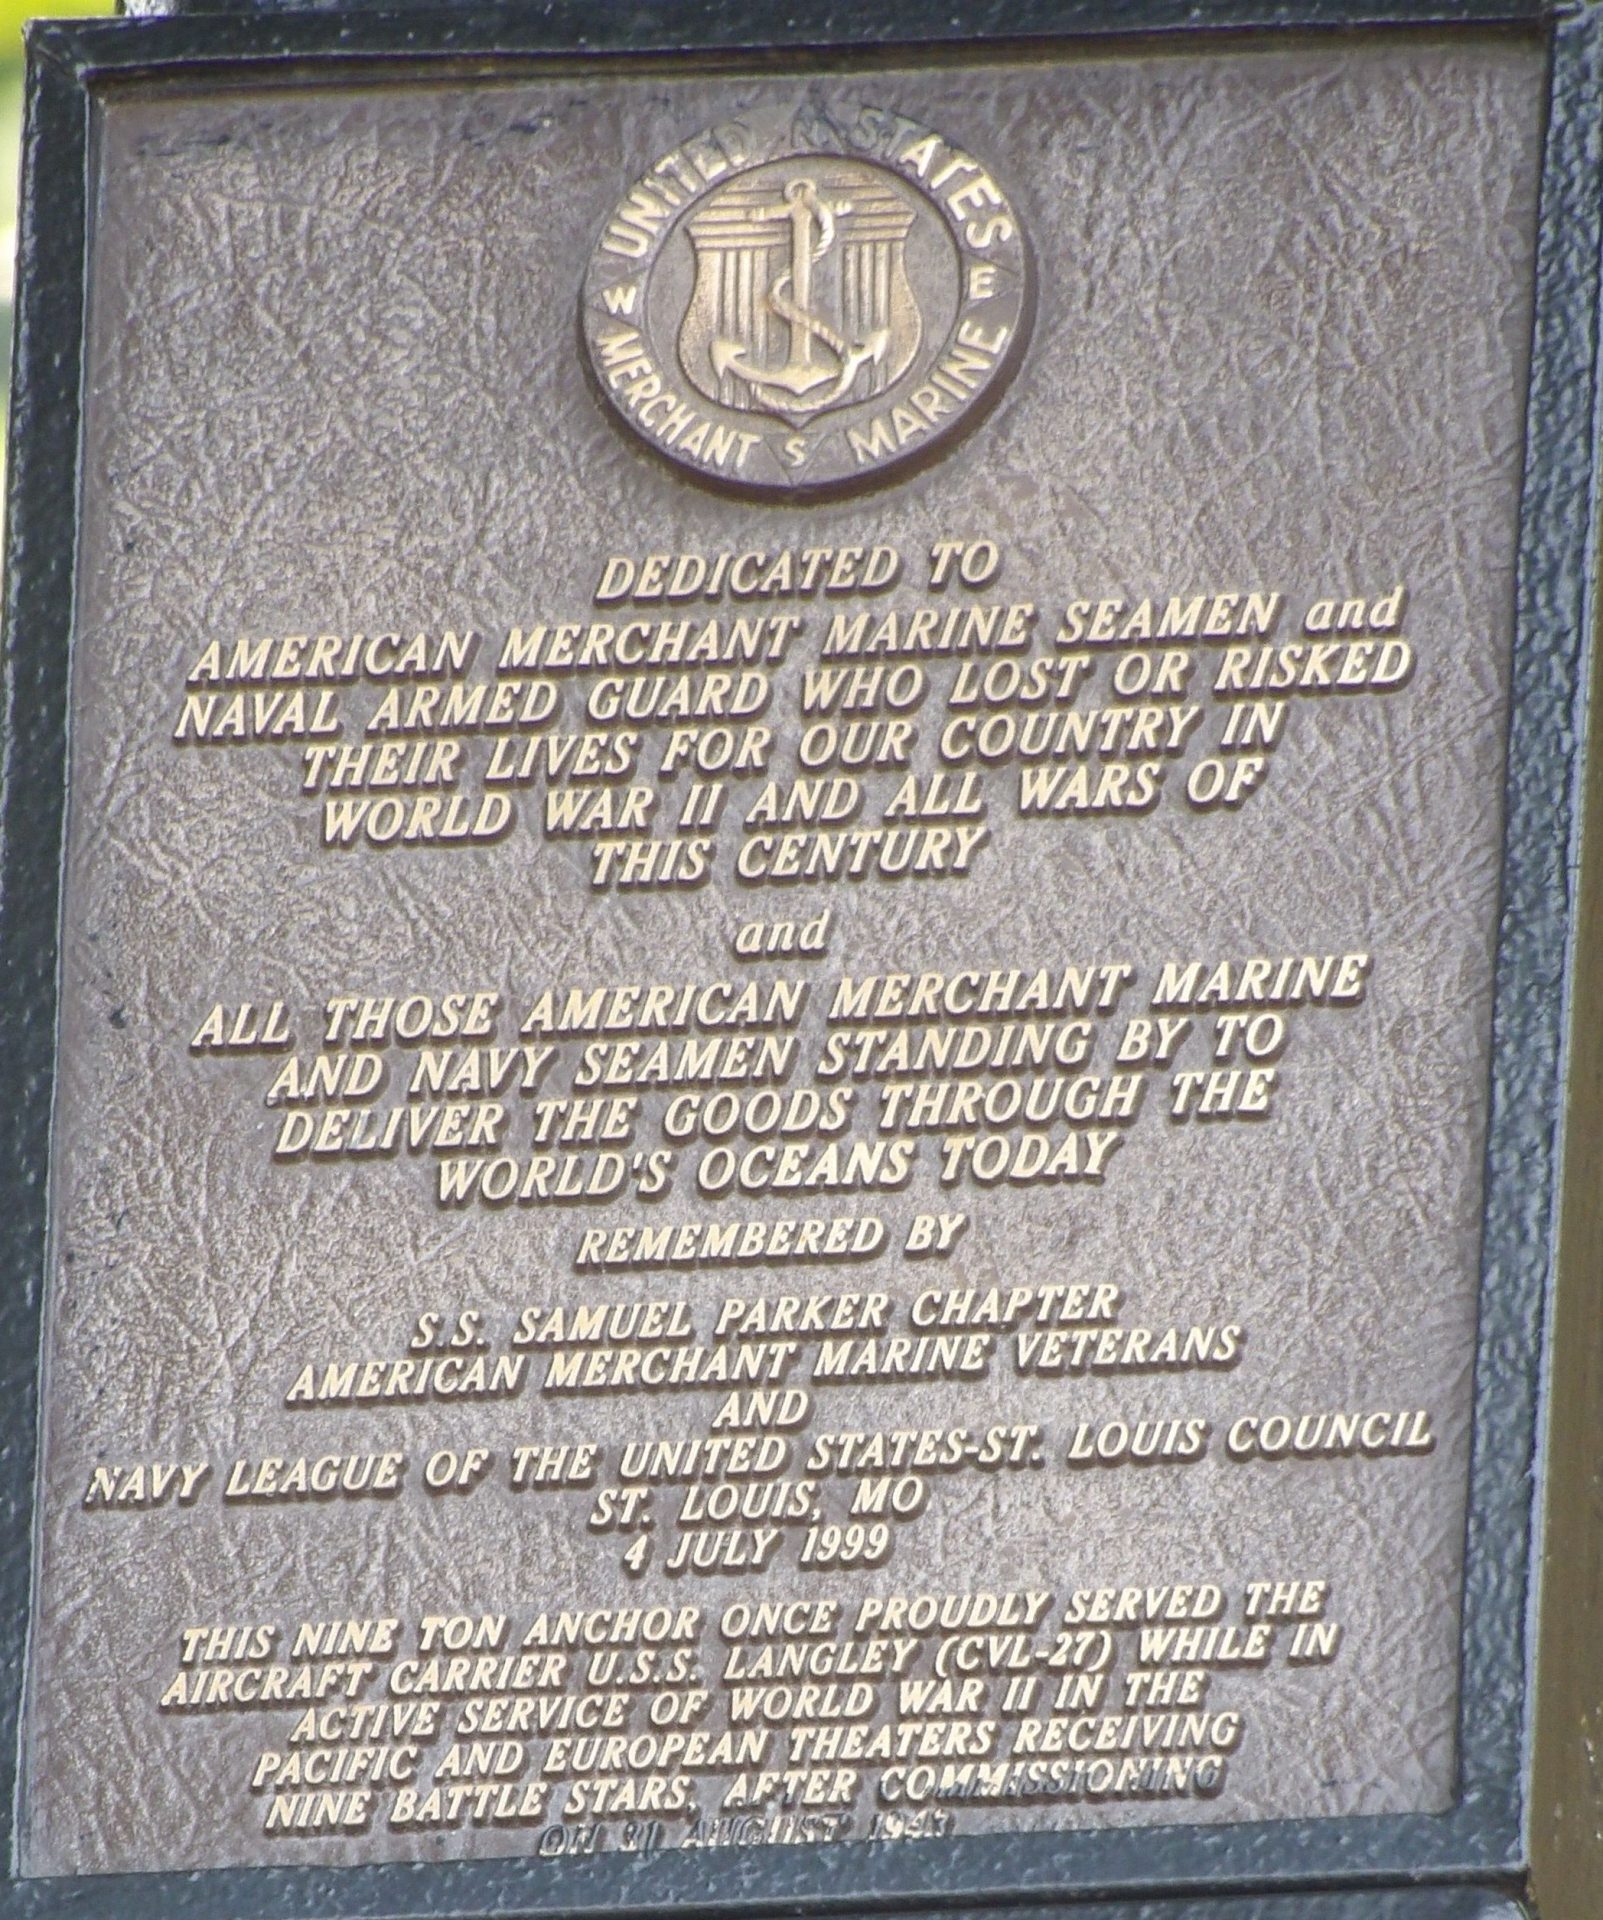 UNITED N STATES
W
E
MERCHANT S MARINE
DEDICATED TO
AMERICAN MERCHANT MARINE SEAMEN and
NAVAL ARMED GUARD WHO LOST OR RISKED
THEIR LIVES FOR OUR COUNTRY IN
WORLD WAR II AND ALL WARS OF
THIS CENTURY
and
ALL THOSE AMERICAN MERCHANT MARINE
AND NAVY SEAMEN STANDING BY TO
DELIVER THE GOODS THROUGH THE
WORLD'S OCEANS TODAY
REMEMBERED BY
S.S. SAMUEL PARKER CHAPTER
AMERICAN MERCHANT MARINE VETERANS
AND
NAVY LEAGUE OF THE UNITED STATES-ST. LOUIS COUNCIL
ST. LOUIS, MO
4 JULY 1999
THIS NINE TON ANCHOR ONCE PROUDLY SERVED THE
AIRCRAFT CARRIER U.S.S. LANGLEY (CVL-27) WHILE IN
ACTIVE SERVICE OF WORLD WAR II IN THE
PACIFIC AND EUROPEAN THEATERS RECEIVING
NINE BATTLE STARS, AFTER COMMISSIONING
ON 31 AUGUST 1943